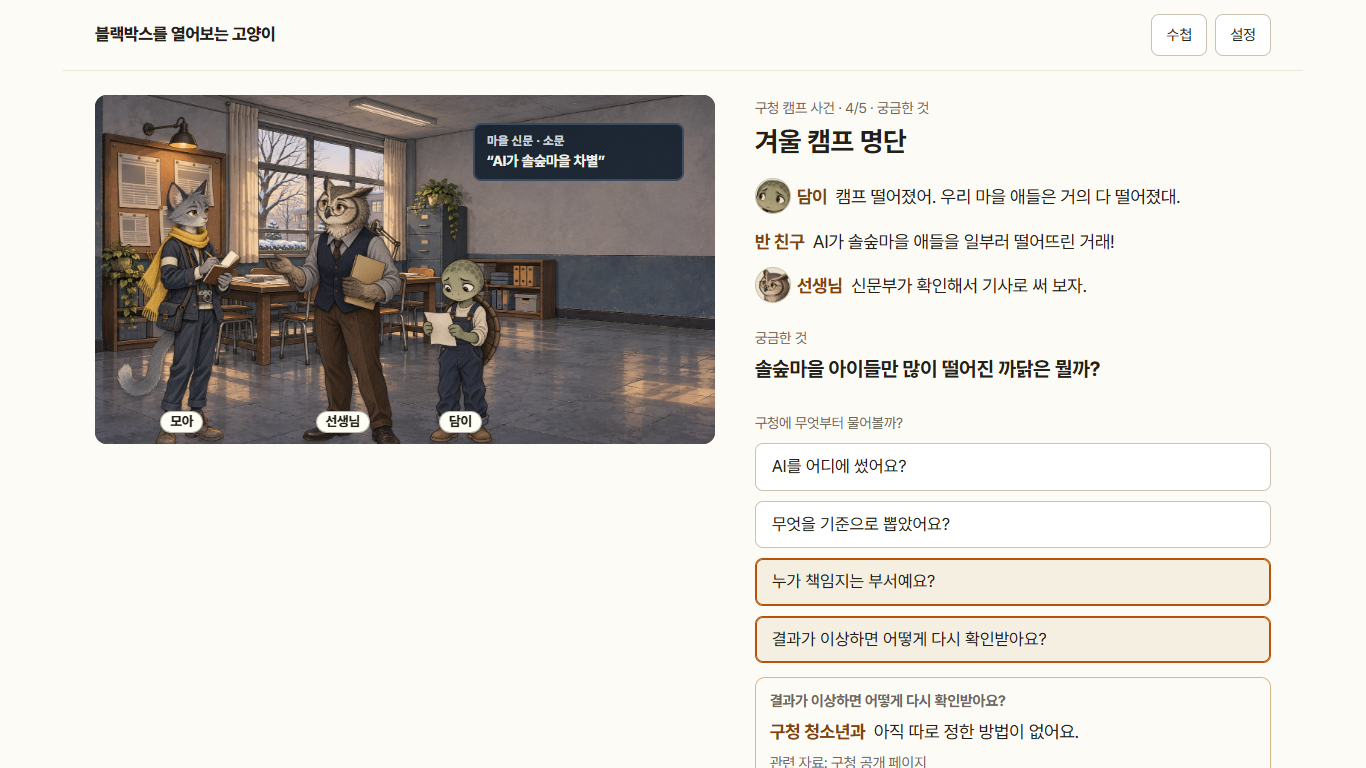 블랙박스를 열어보는 고양이
수첩
설정
마을 신문 · 소문
“AI가 솔숲마을 차별”
모아
선생님
담이
구청 캠프 사건 · 4/5 · 궁금한 것
겨울 캠프 명단
담이 캠프 떨어졌어. 우리 마을 애들은 거의 다 떨어졌대.
반 친구 AI가 솔숲마을 애들을 일부러 떨어뜨린 거래!
선생님 신문부가 확인해서 기사로 써 보자.
궁금한 것
솔숲마을 아이들만 많이 떨어진 까닭은 뭘까?
구청에 무엇부터 물어볼까?
AI를 어디에 썼어요?
무엇을 기준으로 뽑았어요?
누가 책임지는 부서예요?
결과가 이상하면 어떻게 다시 확인받아요?
결과가 이상하면 어떻게 다시 확인받아요?
구청 청소년과 아직 따로 정한 방법이 없어요.
관련 자료: 구청 공개 페이지